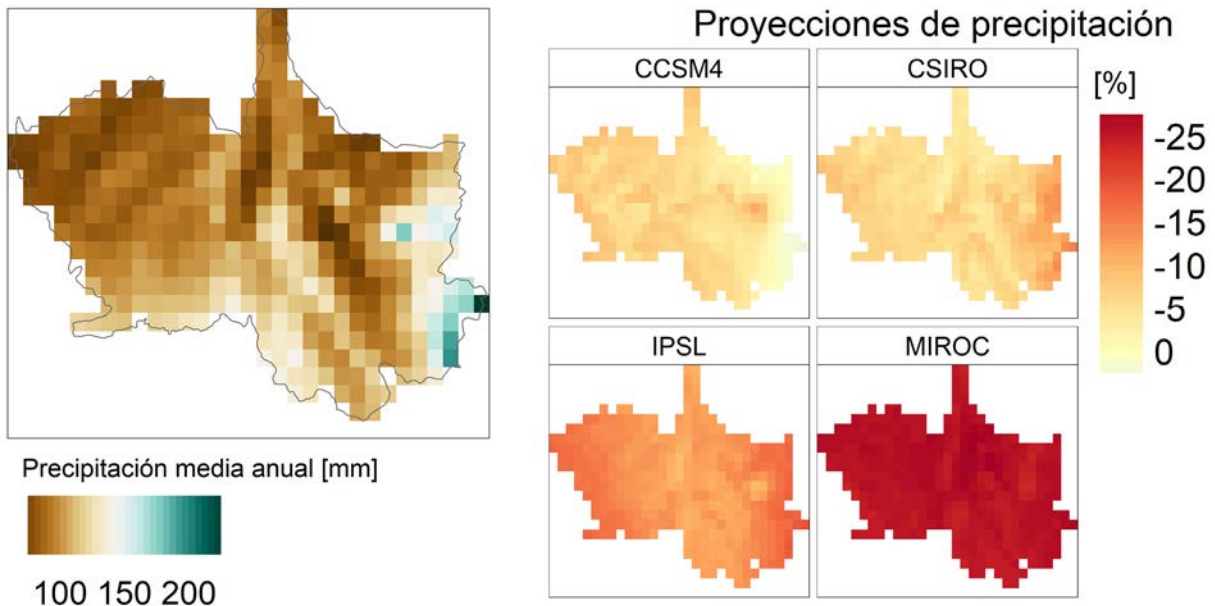 Proyecciones de precipitación
CCSM4
CSIRO
[%]
-25
-20
-15
-10
-5
0
IPSL
MIROC
Precipitación media anual [mm]
100 150 200